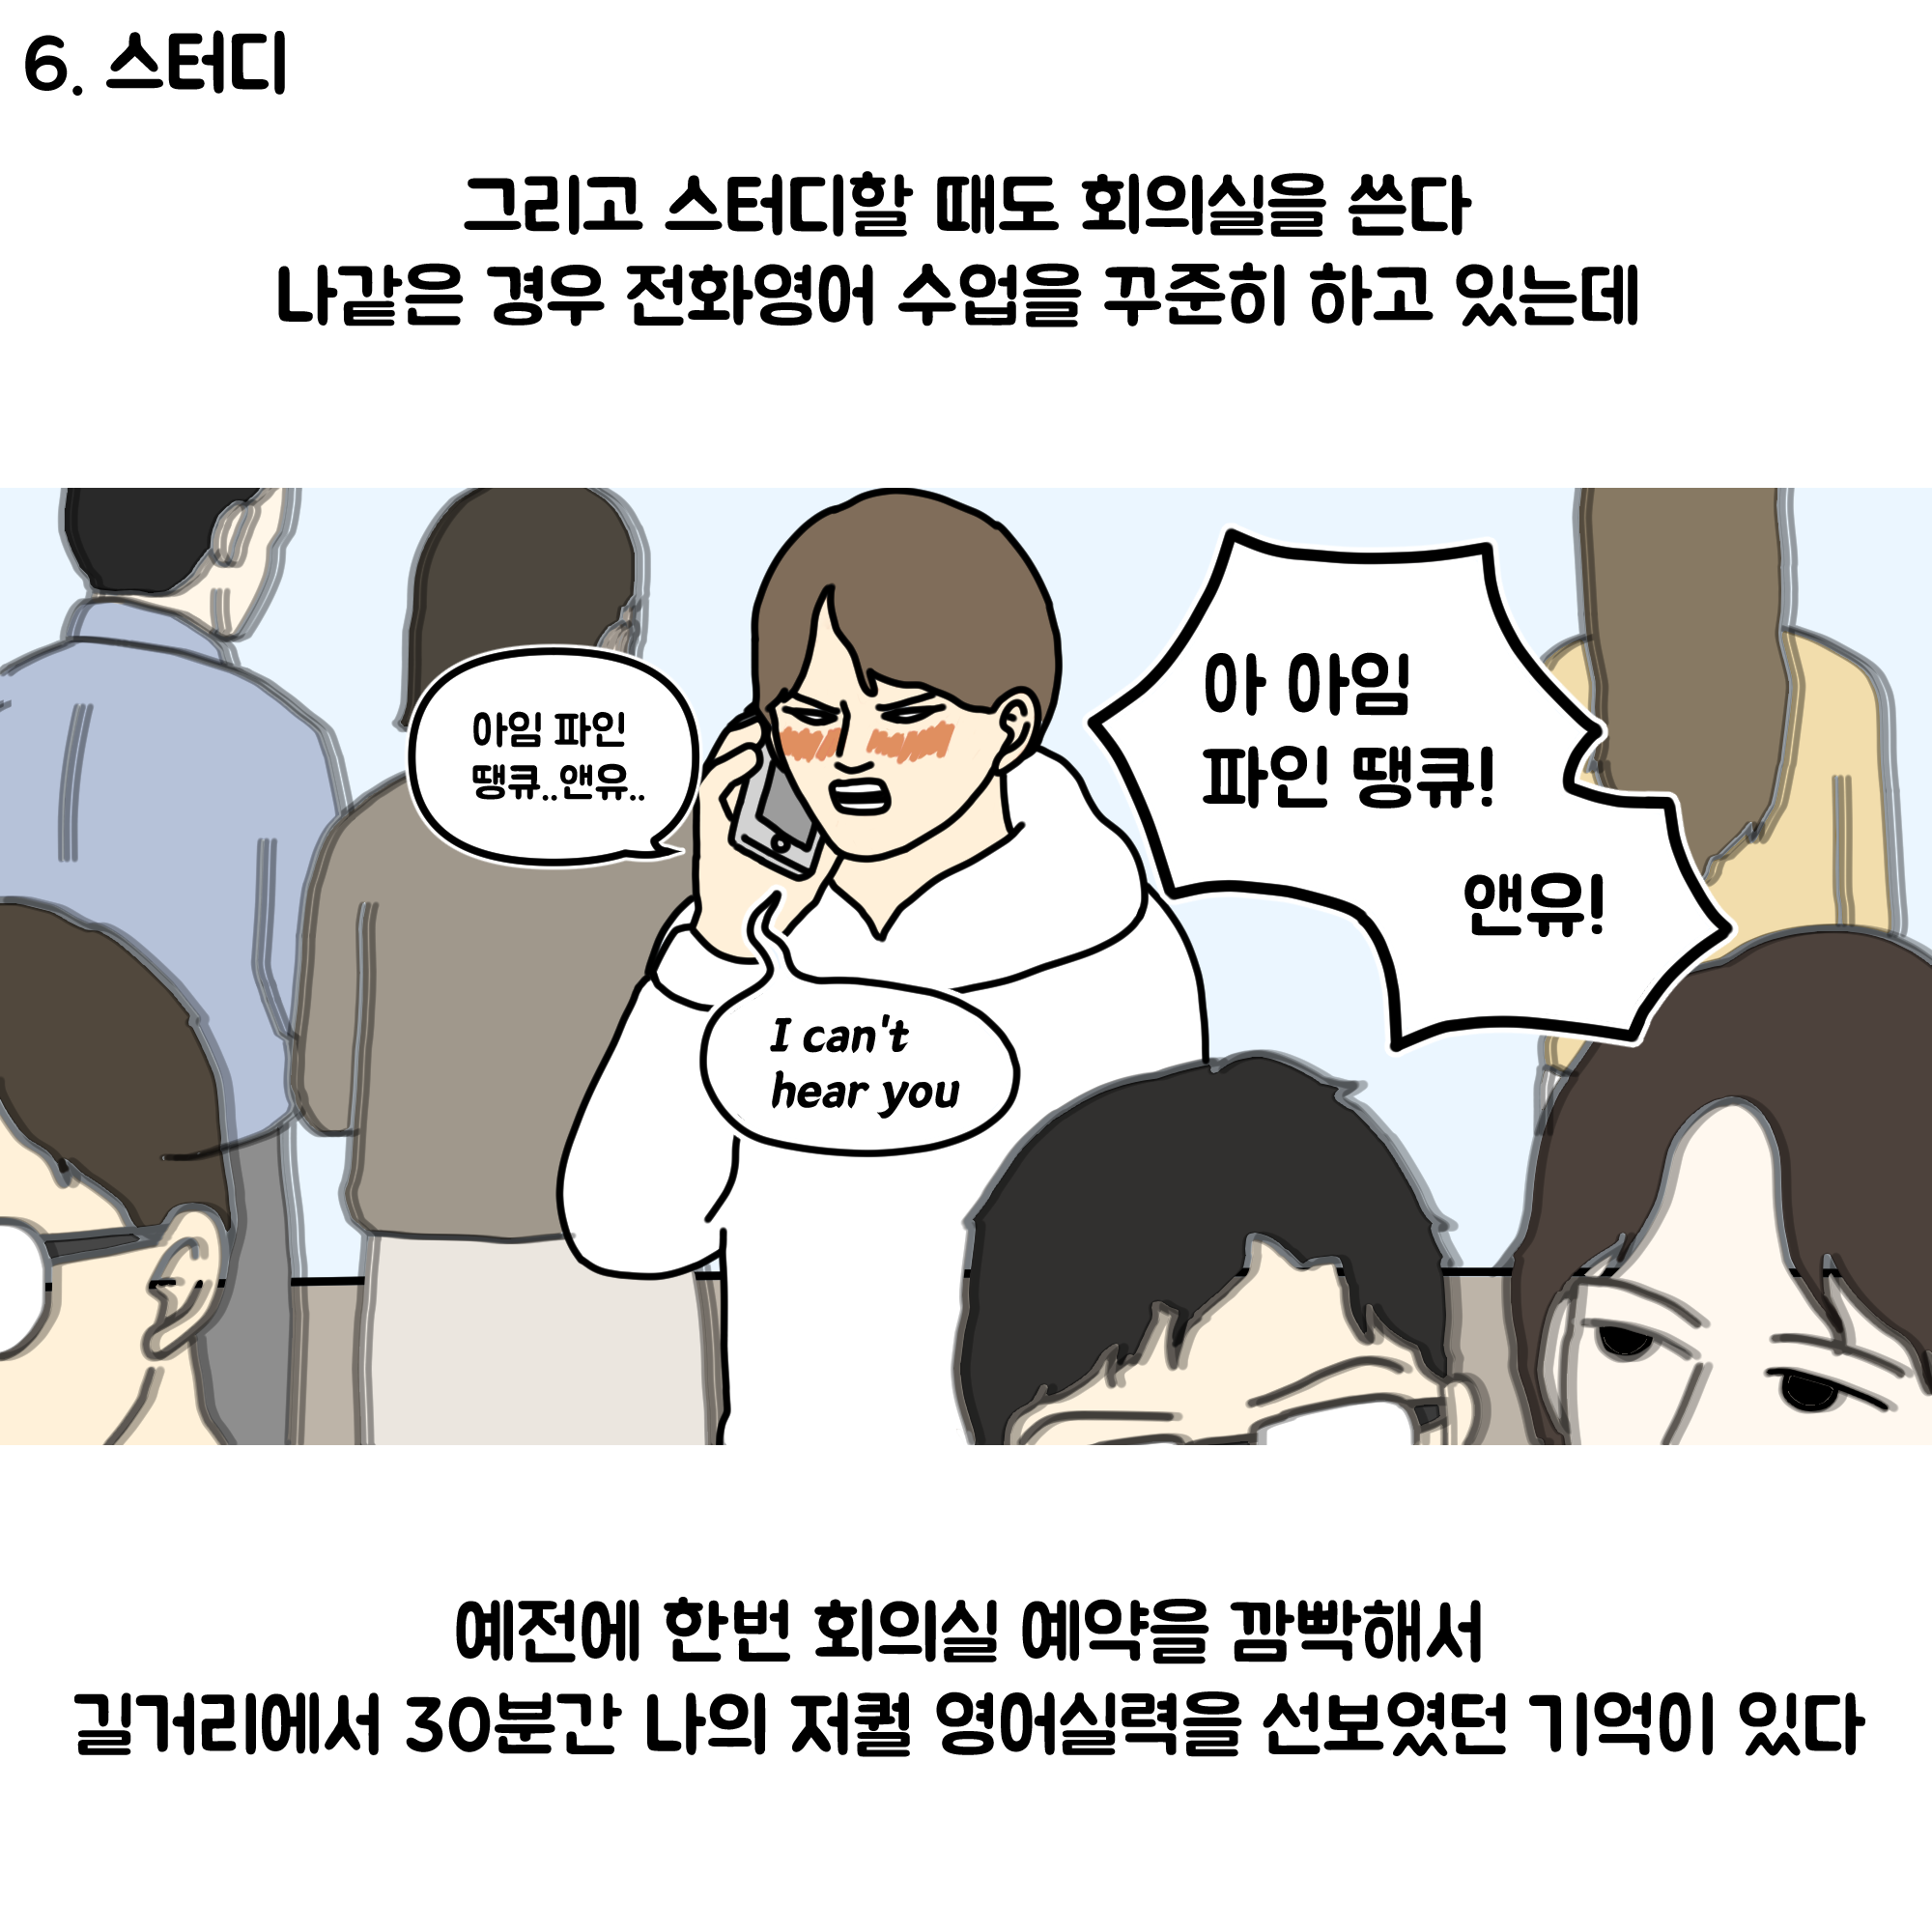 6. 스터디
그리고 스터디할 때도 회의실을 쓴다
나같은 경우 전화영어 수업을 꾸준히 하고 있는데
아임 파인
땡큐..앤유..
I can't
hear you
아 아임
파인 땡큐!
앤유!
예전에 한번 회의실 예약을 깜빡해서
길거리에서 30분간 나의 저퀄 영어실력을 선보였던 기억이 있다